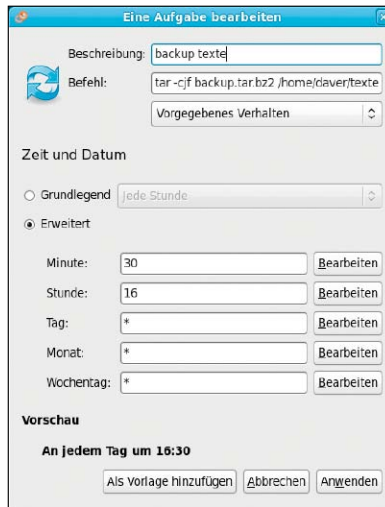 Eine Aufgabe bearbeiten
Beschreibung: backup texte
Befehl: tar -cjf backup.tar.bz2 /home/daver/texte
Vorgegebenes Verhalten
Zeit und Datum
Grundlegend Jede Stunde
Erweitert
Minute: 30 Bearbeiten
Stunde: 16 Bearbeiten
Tag: * Bearbeiten
Monat: * Bearbeiten
Wochentag: * Bearbeiten
Vorschau
An jedem Tag um 16:30
Als Vorlage hinzufügen Abbrechen Anwenden